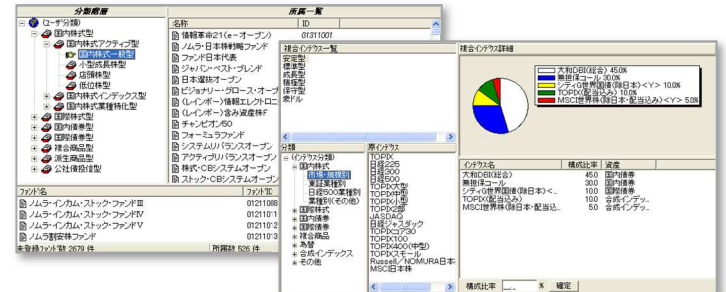 分類階層
所属一覧
(ユーザ分類)
国内株式型
国内株式アクティブ型
国内株式一般型
小型成長株型
店頭株型
低位株型
国内株式インデックス型
国内株式業種特化型
国際株式型
国内債券型
国際債券型
複合商品型
派生商品型
公社債投信型
名称
ID
情報革命21(e-オープン)
01311001
ノムラ・日本株戦略ファンド
ファンド日本代表
ジャパン・ベスト・ブレンド
日本選抜オープン
ビジョナリー・グロース・オープ
(レインボー)情報エレクトロニ
(レインボー)含み資産株F
チャンピオン50
フォーミュラファンド
システムリバランスオープン
アクティブリバランスオープン
株式・CBシステムオープン
ストック・CBシステムオープン
ファンド名
ファンドID
ノムラ・インカム・ストック・ファンドⅢ
01211088
ノムラ・インカム・ストック・ファンドⅣ
ノムラ・インカム・ストック・ファンドⅤ
ノムラ割安株ファンド
未登録ファンド数 2679 件
所属数 526 件
複合インデックス一覧
安定型
標準型
成長型
積極型
保守型
分類
(インデックス分類)
国内株式
市場・規模別
東証業種別
日経500業種別
業種別(その他)
国際株式
国内債券
国際債券
複合商品
為替
合成インデックス
その他
原インデックス
TOPIX
日経225
日経300
日経500
TOPIX大型
TOPIX中型
TOPIX小型
TOPIX2部
JASDAQ
日経ジャスダック
TOPIXコア30
TOPIX100
TOPIX400(中型)
TOPIXスモール
Russell/NOMURA日本
MSCI日本株
複合インデックス詳細
大和DBI(総合) 45.0%
無担保コール 30.0%
シティG世界国債(除日本)<Y> 10.0%
TOPIX(配当込み) 10.0%
MSCI世界株(除日本・配当込み)<Y> 5.0%
インデックス名
構成比率
資産
大和DBI(総合)
45.0
国内債券
無担保コール
30.0
国内債券
シティG世界国債(除日本)<...
10.0
国際債券
TOPIX(配当込み)
10.0
合成インデッ...
MSCI世界株(除日本・配当込...
5.0
合成インデッ...
構成比率
%
確定